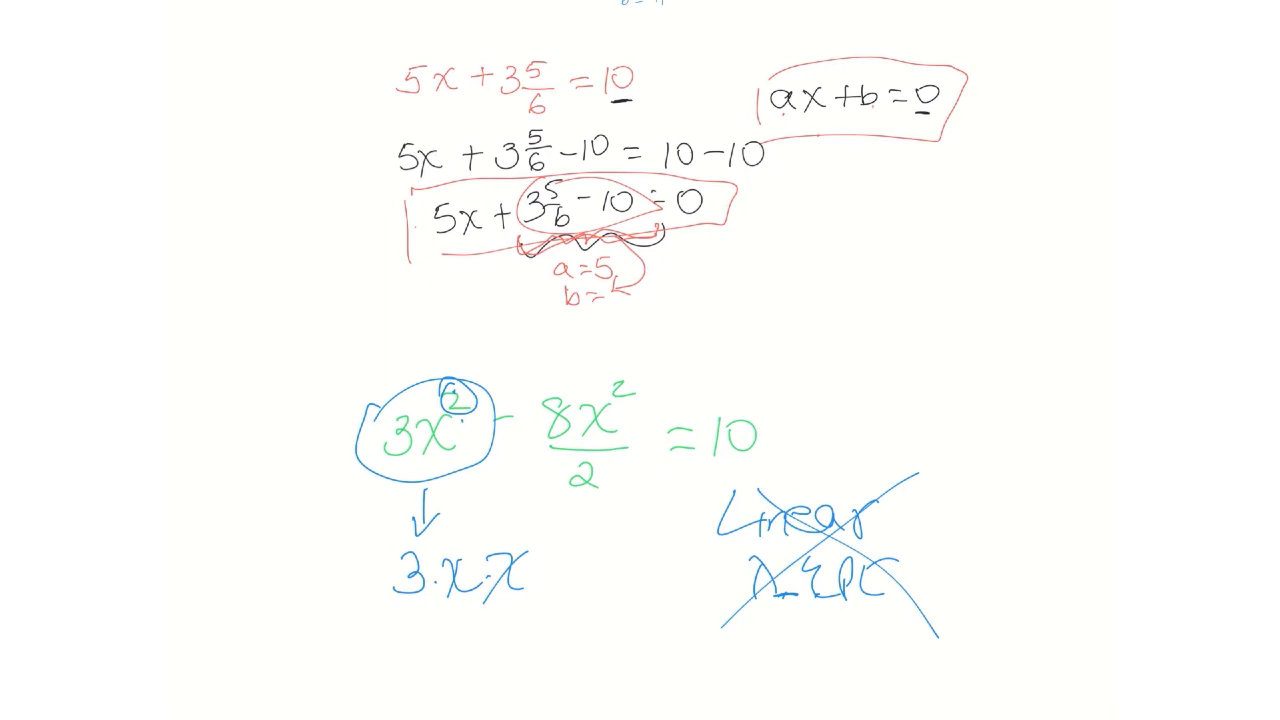 5x + 3 5/6 = 10
ax + b = 0
5x + 3 5/6 - 10 = 10 - 10
5x + 3 5/6 - 10 = 0
a = 5
b =
3x² - 8x²/2 = 10
Linear
3·x·x